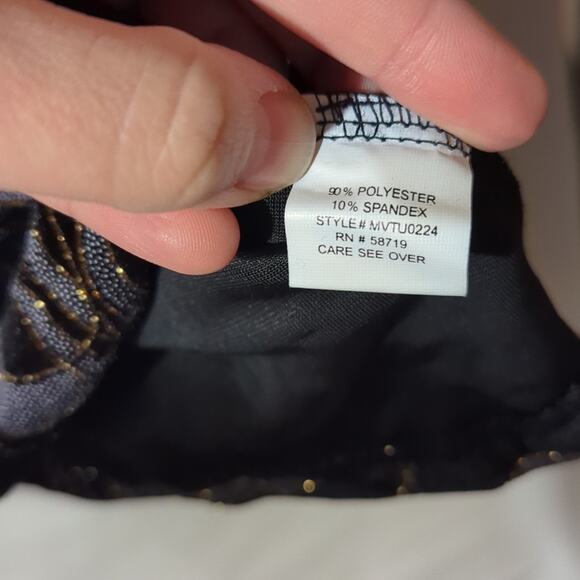 90% POLYESTER
10% SPANDEX
STYLE# MVTU0224
RN # 58719
CARE SEE OVER